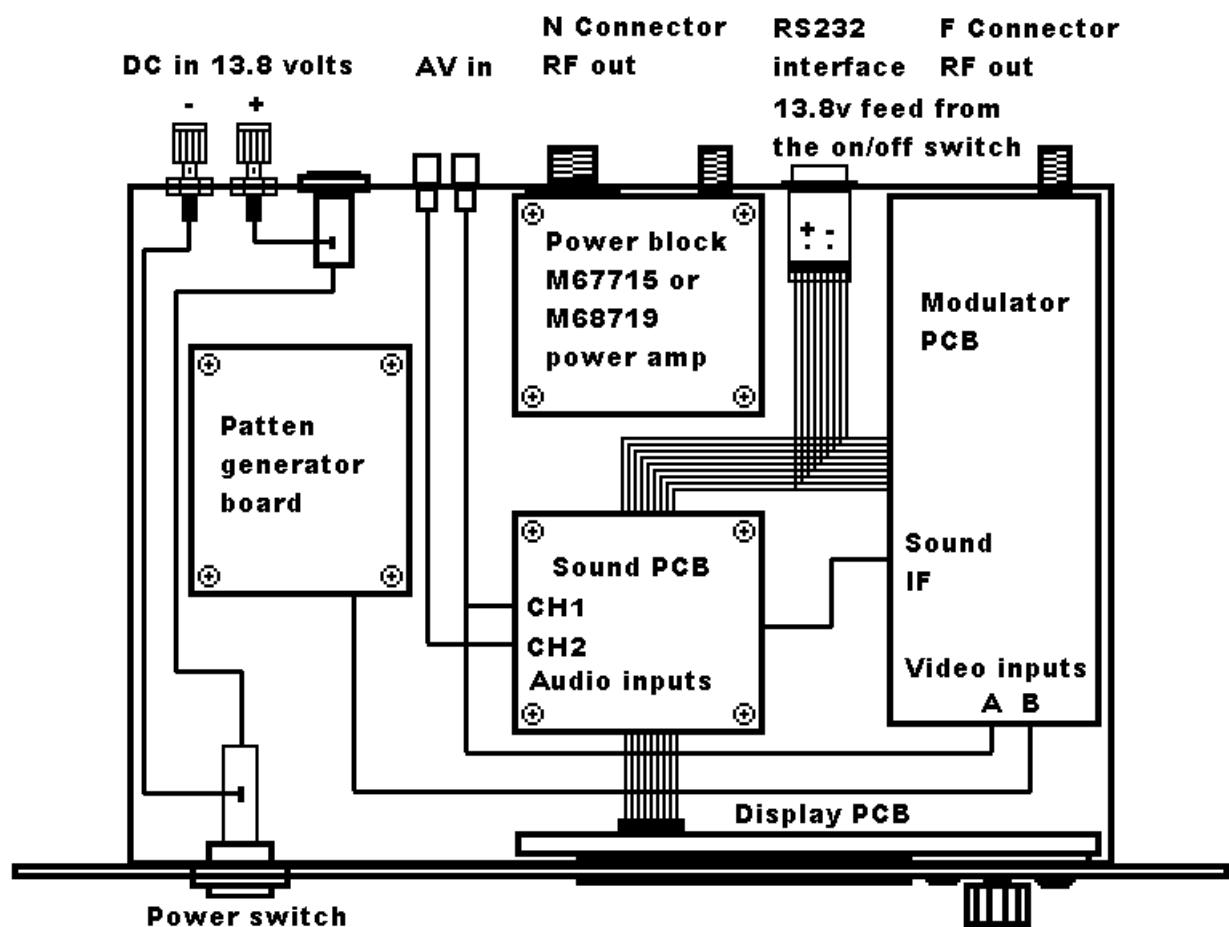 N Connector
RF out
RS232
interface
F Connector
RF out
DC in 13.8 volts
AV in
- +
13.8v feed from
the on/off switch
+ -
Power block
M67715 or
M68719
power amp
Modulator
PCB
Patten
generator
board
Sound PCB
CH1
CH2
Audio inputs
Sound
IF
Video inputs
A B
Display PCB
Power switch